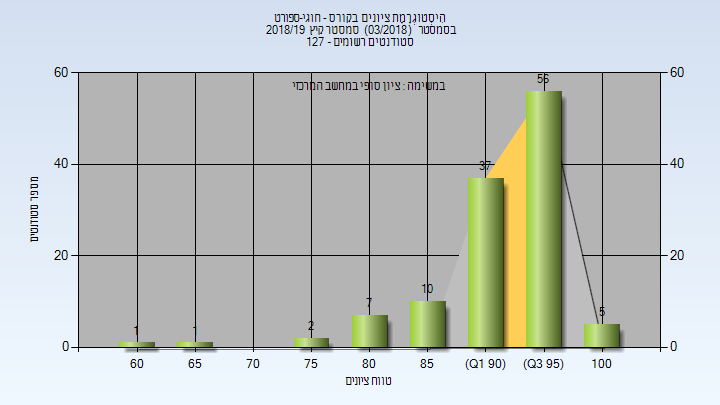 הִיסְטוֹגְרָמַת ציונים בקורס - חוגי-ספורט
בסמסטר (03/2018) סמסטר קיץ 2018/19
סטודנטים רשומים - 127
במשימה : ציון סופי במחשב המרכזי
60 60
56
40 40
37
20 20
10
7
5
2
1 1
0 0
60 65 70 75 80 85 (Q1 90) (Q3 95) 100
טווח ציונים
מספר סטודנטים